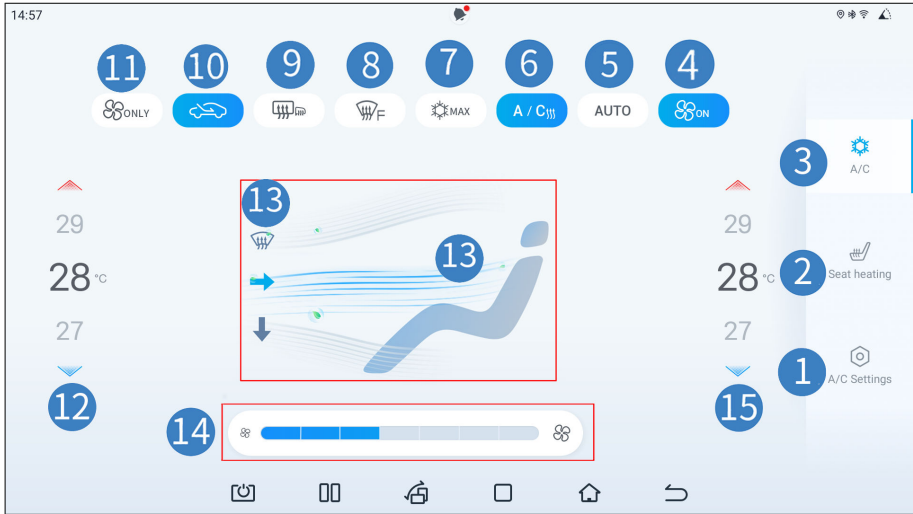 14:57
11 10 9 8 7 6 5 4
ONLY F MAX A/C AUTO ON
3
A/C
13
29 29
13
28 °C 28 °C
2
Seat heating
27 27
1
A/C Settings
12 15
14